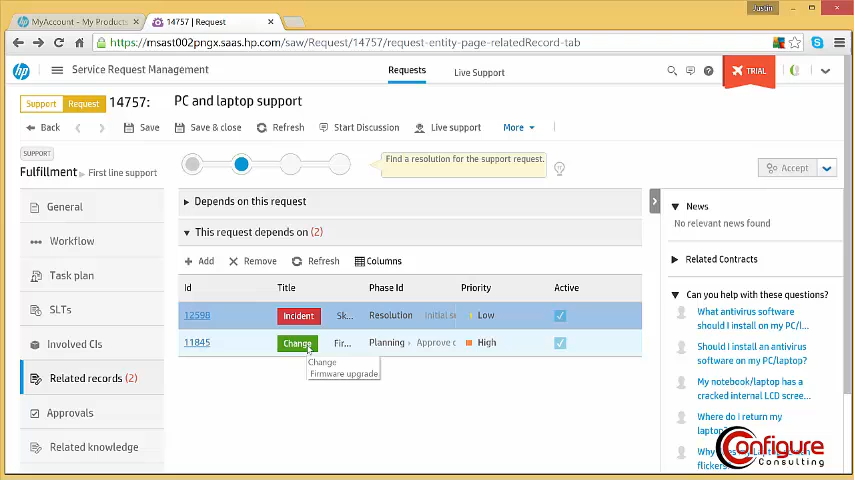 Justin
MyAccount - My Products
14757 | Request
https://msast002pngx.saas.hp.com/saw/Request/14757/request-entity-page-relatedRecord-tab
hp
Service Request Management
Requests
Live Support
TRIAL
Support
Request
14757:
PC and laptop support
Back
Save
Save & close
Refresh
Start Discussion
Live support
More
SUPPORT
Fulfillment
First line support
Find a resolution for the support request.
Accept
General
Workflow
Task plan
SLTs
Involved CIs
Related records (2)
Approvals
Related knowledge
Depends on this request
This request depends on (2)
Add
Remove
Refresh
Columns
Id
Title
Phase Id
Priority
Active
12598
Incident
Sk...
Resolution
Initial
Low
11845
Change
Fir...
Planning
Approve
High
Change
Firmware upgrade
News
No relevant news found
Related Contracts
Can you help with these questions?
What antivirus software
should I install on my PC/l...
Should I install an antivirus
software on my PC/laptop?
My notebook/laptop has a
cracked internal LCD scree...
Where do I return my
laptop?
flickers
Configure
Consulting